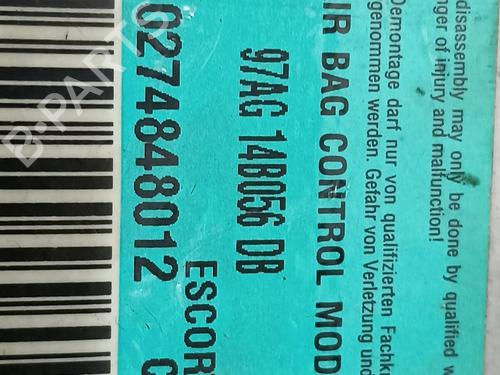 disassembly may only be done by qualified
nger of injury and malfunction!
Demontage darf nur von qualifizierten
genommen werden. Gefahr von Verletzung und
IR BAG CONTROL MOD
97AG 14B056 DB
ESCOR
0274848012
B-PARTS